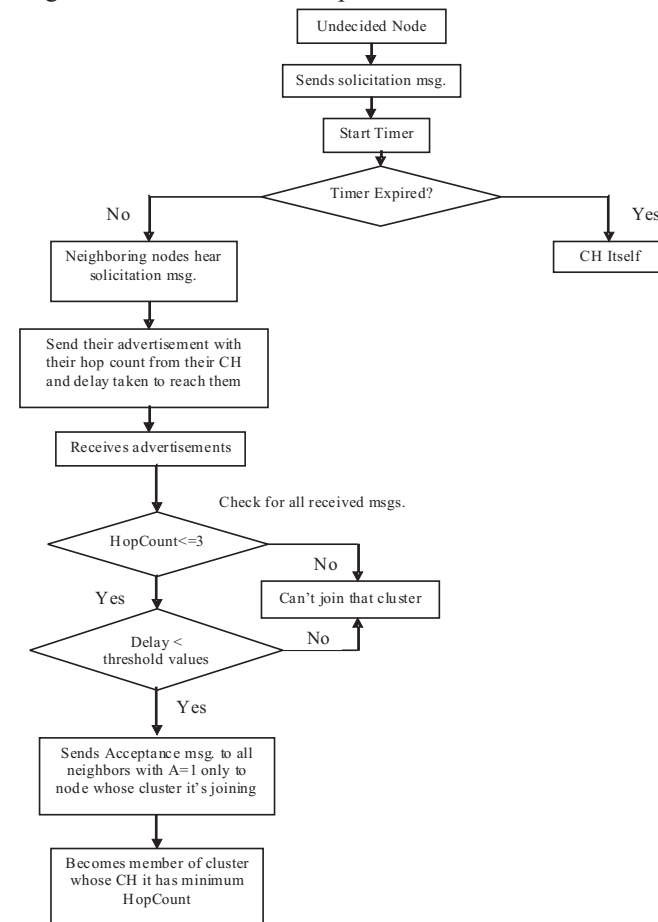 Undecided Node
Sends solicitation msg.
Start Timer
Timer Expired?
No
Yes
Neighboring nodes hear
solicitation msg.
CH Itself
Send their advertisement with
their hop count from their CH
and delay taken to reach them
Receives advertisements
Check for all received msgs.
HopCount<=3
No
Yes
Can't join that cluster
Delay <
threshold values
No
Yes
Sends Acceptance msg. to all
neighbors with A=1 only to
node whose cluster it's joining
Becomes member of cluster
whose CH it has minimum
HopCount